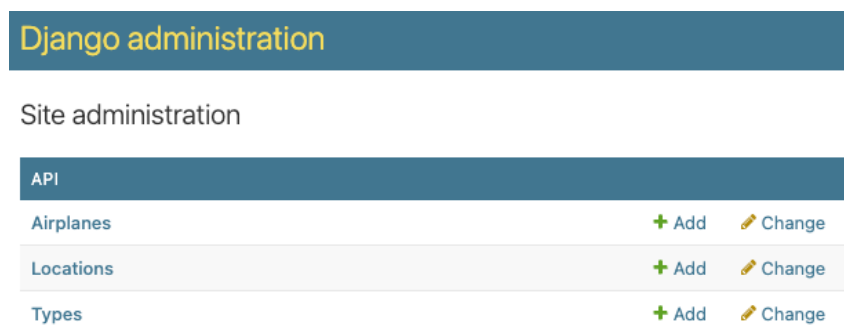 Django administration
Site administration
API
Airplanes Add Change
Locations Add Change
Types Add Change